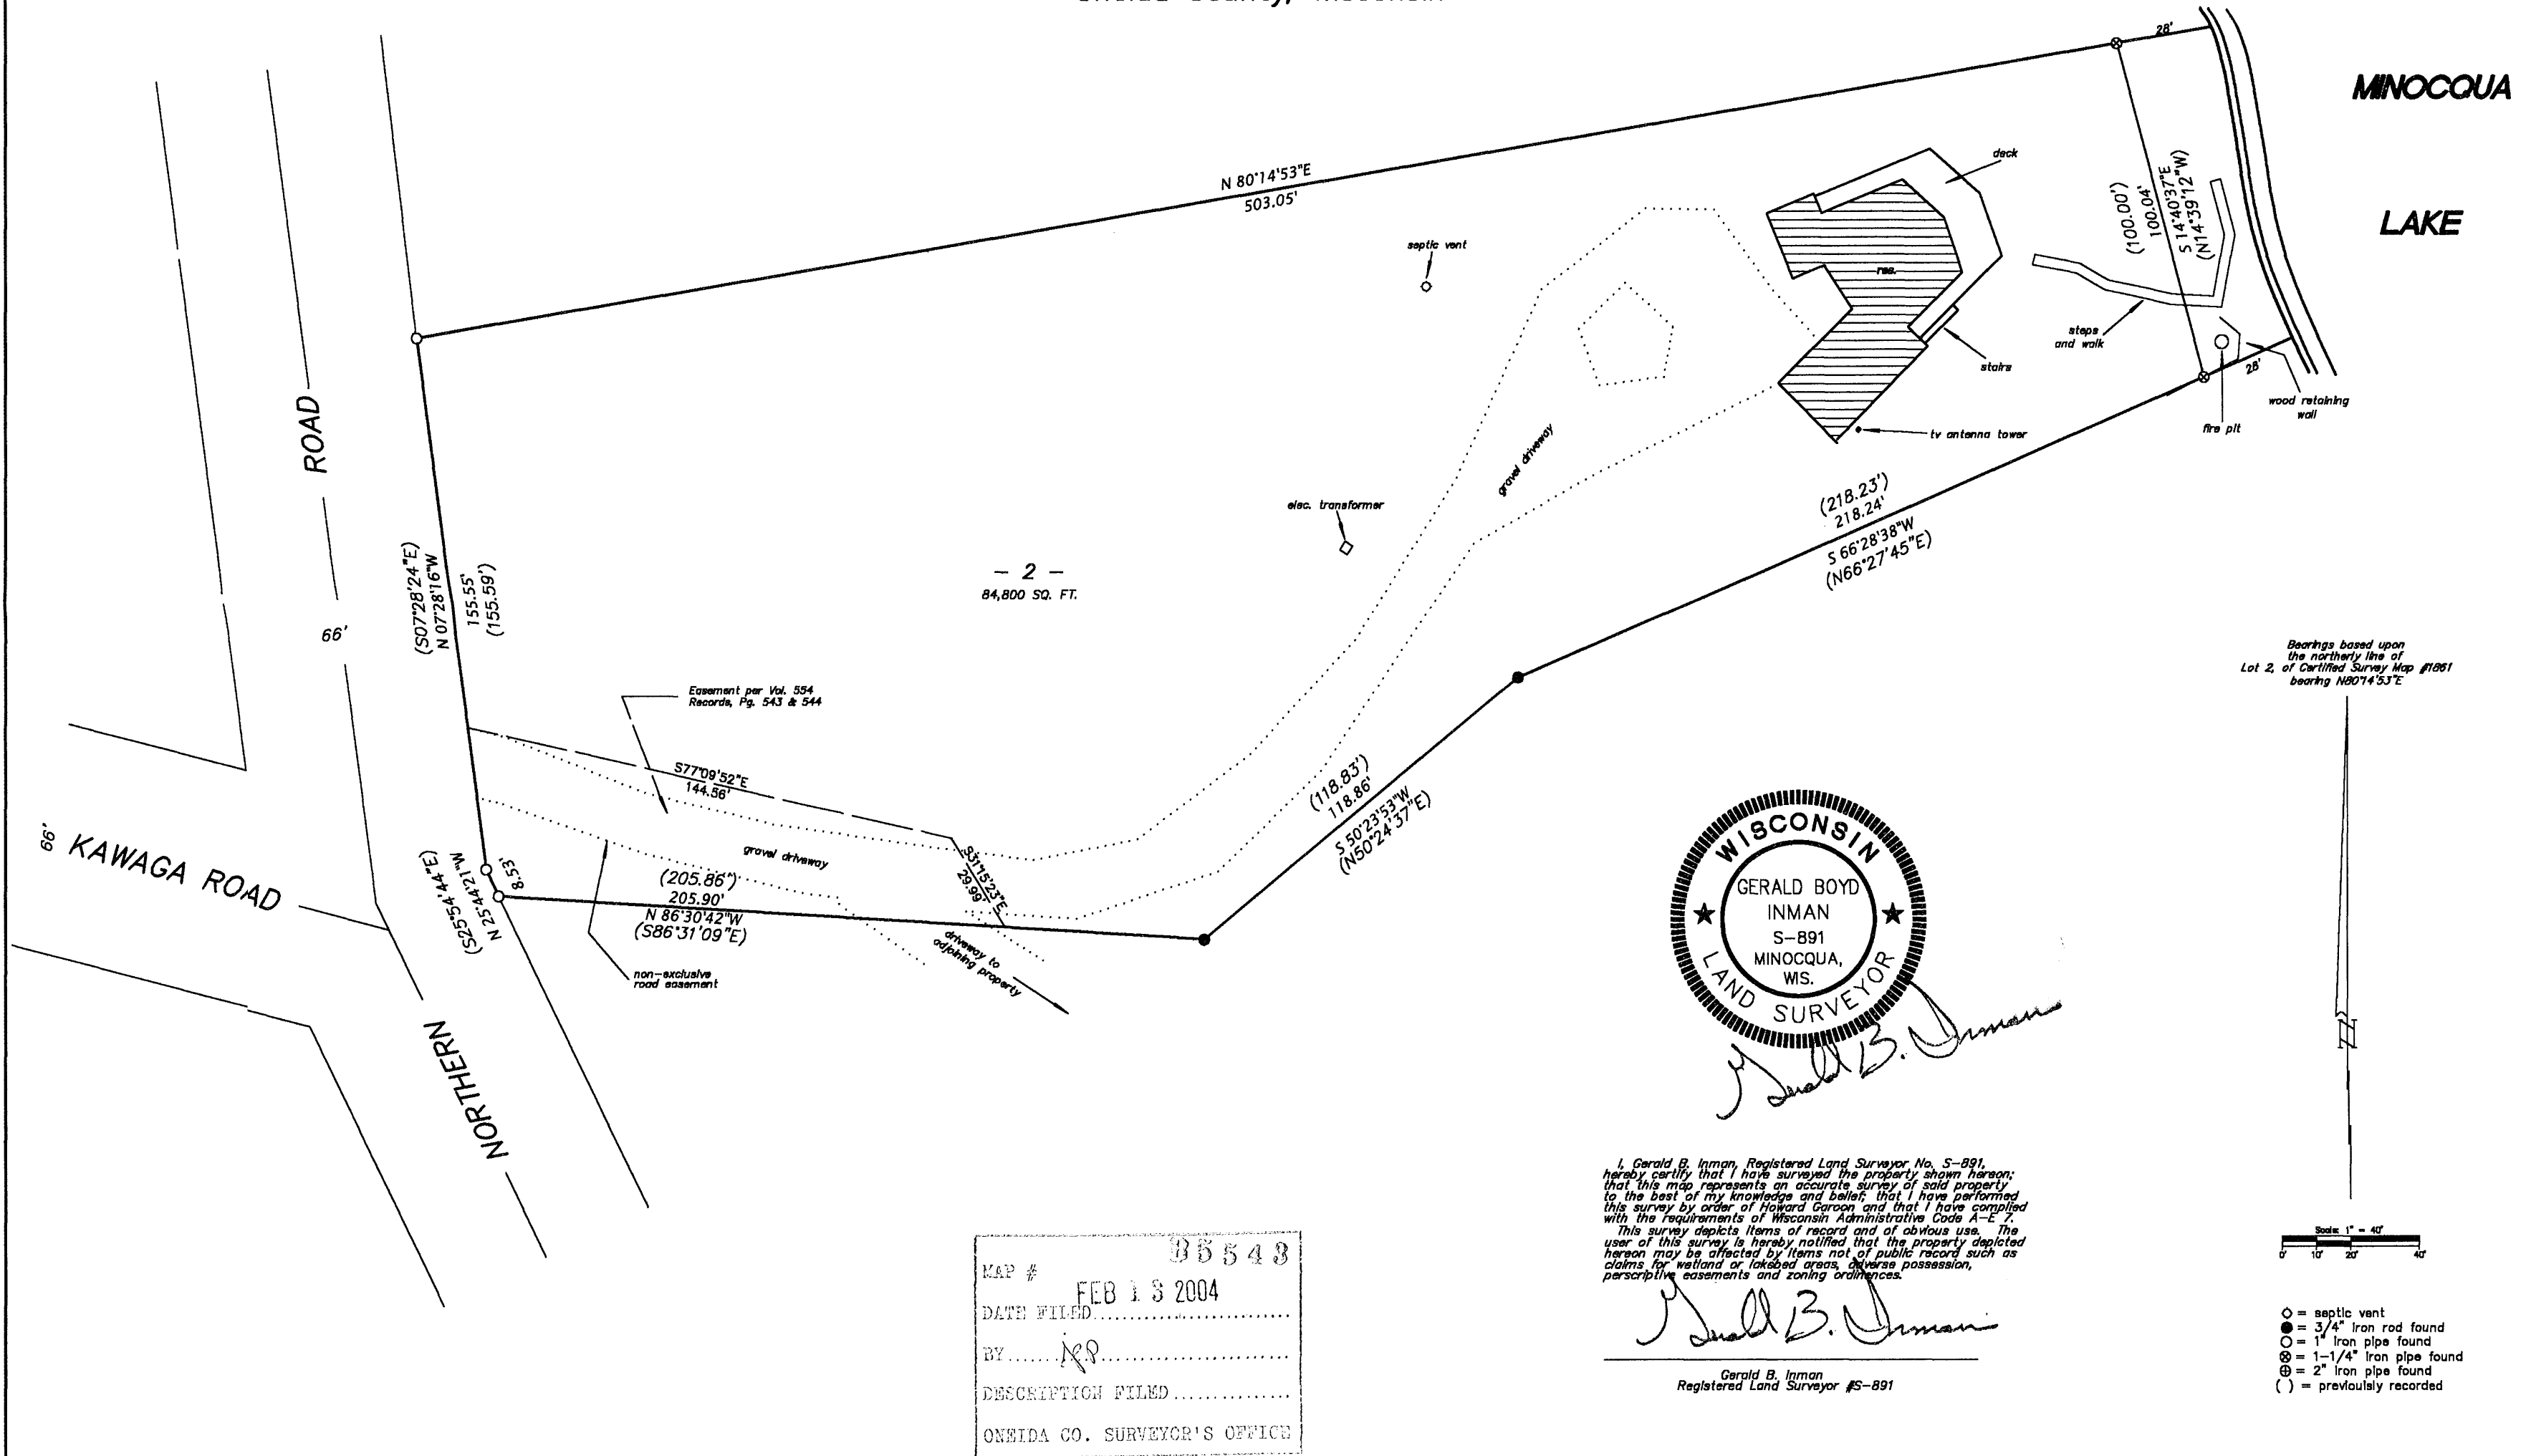 MINOCQUA
LAKE
28'
N 80°14'53"E
503.05'
deck
septic vent
res.
(100.00')
100.04'
S 14°40'37"E
(N14°39'12"W)
steps
and walk
stairs
28'
wood retaining
wall
fire pit
tv antenna tower
gravel driveway
elec. transformer
(218.23')
218.24'
S 66°28'38"W
(N66°27'45"E)
ROAD
66'
(S07°28'24"E)
N 07°28'16"W
155.55'
(155.59')
- 2 -
84,800 SQ. FT.
Easement per Vol. 554
Records, Pg. 543 & 544
S77°09'52"E
144.56'
(118.83')
118.86'
S 50°23'53"W
(N50°24'37"E)
66'
KAWAGA ROAD
(S25°54'44"E)
N 25°44'21"W
8.53'
gravel driveway
(205.86')
205.90'
N 86°30'42"W
(S86°31'09"E)
S31°15'23"E
29.99'
driveway to
adjoining property
non-exclusive
road easement
NORTHERN
Bearings based upon
the northerly line of
Lot 2, of Certified Survey Map #1861
bearing N80°14'53"E
N
WISCONSIN
GERALD BOYD
INMAN
S-891
MINOCQUA,
WIS.
LAND SURVEYOR
Gerald B. Inman
I, Gerald B. Inman, Registered Land Surveyor No. S-891,
hereby certify that I have surveyed the property shown hereon;
that this map represents an accurate survey of said property
to the best of my knowledge and belief; that I have performed
this survey by order of Howard Garoon and that I have complied
with the requirements of Wisconsin Administrative Code A-E 7.
This survey depicts items of record and of obvious use. The
user of this survey is hereby notified that the property depicted
hereon may be affected by items not of public record such as
claims for wetland or lakebed areas, adverse possession,
perscriptive easements and zoning ordinences.
Gerald B. Inman
Gerald B. Inman
Registered Land Surveyor #S-891
MAP #
FEB 13 2004
DATE FILED
BY
DESCRIPTION FILED
ONEIDA CO. SURVEYOR'S OFFICE
Scale: 1" = 40'
0' 10' 20' 40'
= septic vent
= 3/4" iron rod found
= 1" iron pipe found
= 1-1/4" iron pipe found
= 2" iron pipe found
( ) = previoulsly recorded